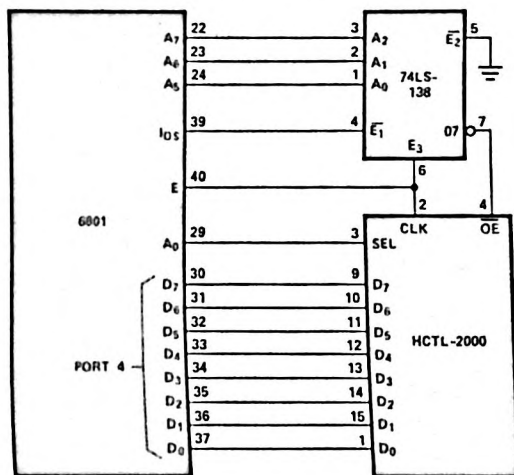 22 3 5
A7 A2 E2
23 2
A6 A1
24 1 74LS-
A5 A0 138
39 4 7
IOS E1 07
E3
40 6
E
2 4
6801 CLK OE
29 3
A0 SEL
30 9
D7 D7
31 10
D6 D6
32 11
D5 D5
33 12 HCTL-2000
D4 D4
PORT 4
34 13
D3 D3
35 14
D2 D2
36 15
D1 D1
37 1
D0 D0